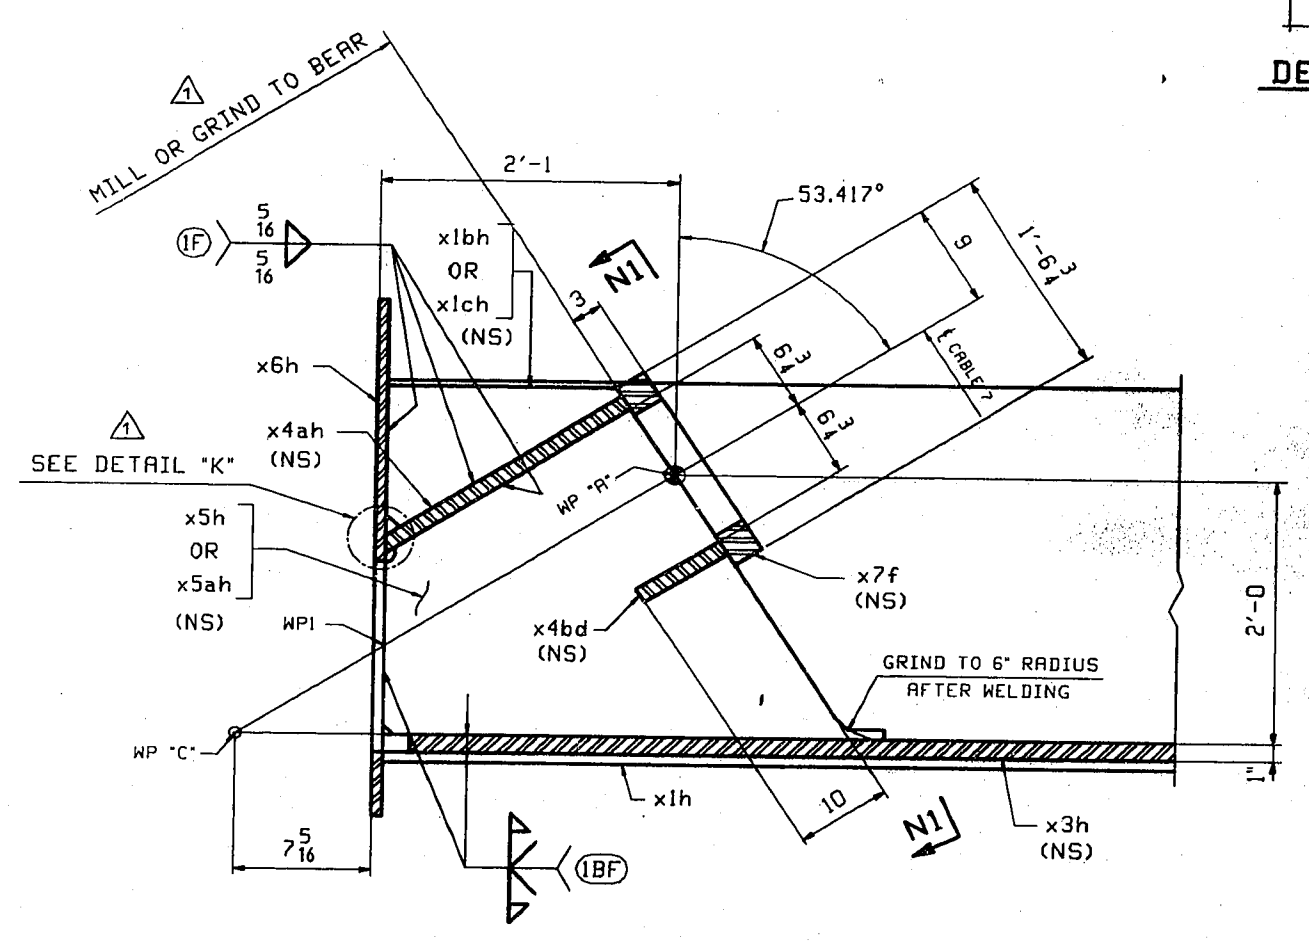 DE
MILL OR GRIND TO BEAR
1
2'-1
53.417°
1'-6 3/4
9
5/16
1F
5/16
x1bh
OR
x1ch
(NS)
N1
3
6 3/4
6 3/4
℄ CABLE 7
x6h
x4ah
(NS)
1
SEE DETAIL "K"
WP "A"
x5h
OR
x5ah
(NS)
WP1
x7f
(NS)
x4bd
(NS)
2'-0
GRIND TO 6" RADIUS
AFTER WELDING
WP "C"
1"
x1h
10
N1
x3h
(NS)
7 5/16
1BF